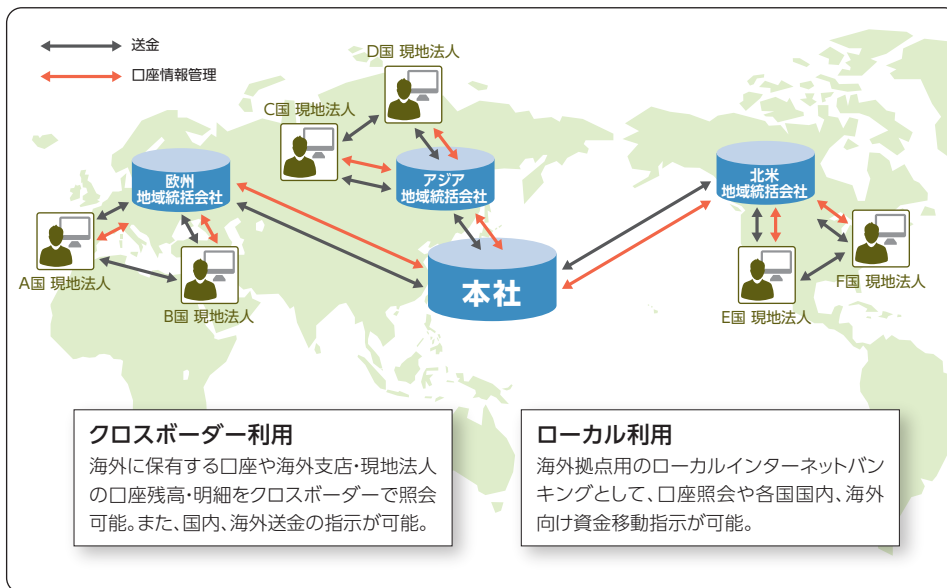 送金
口座情報管理
D国 現地法人
C国 現地法人
欧州
地域統括会社
アジア
地域統括会社
北米
地域統括会社
A国 現地法人
B国 現地法人
本社
E国 現地法人
F国 現地法人
クロスボーダー利用
海外に保有する口座や海外支店・現地法人
の口座残高・明細をクロスボーダーで照会
可能。また、国内、海外送金の指示が可能。
ローカル利用
海外拠点用のローカルインターネットバン
キングとして、口座照会や各国国内、海外
向け資金移動指示が可能。